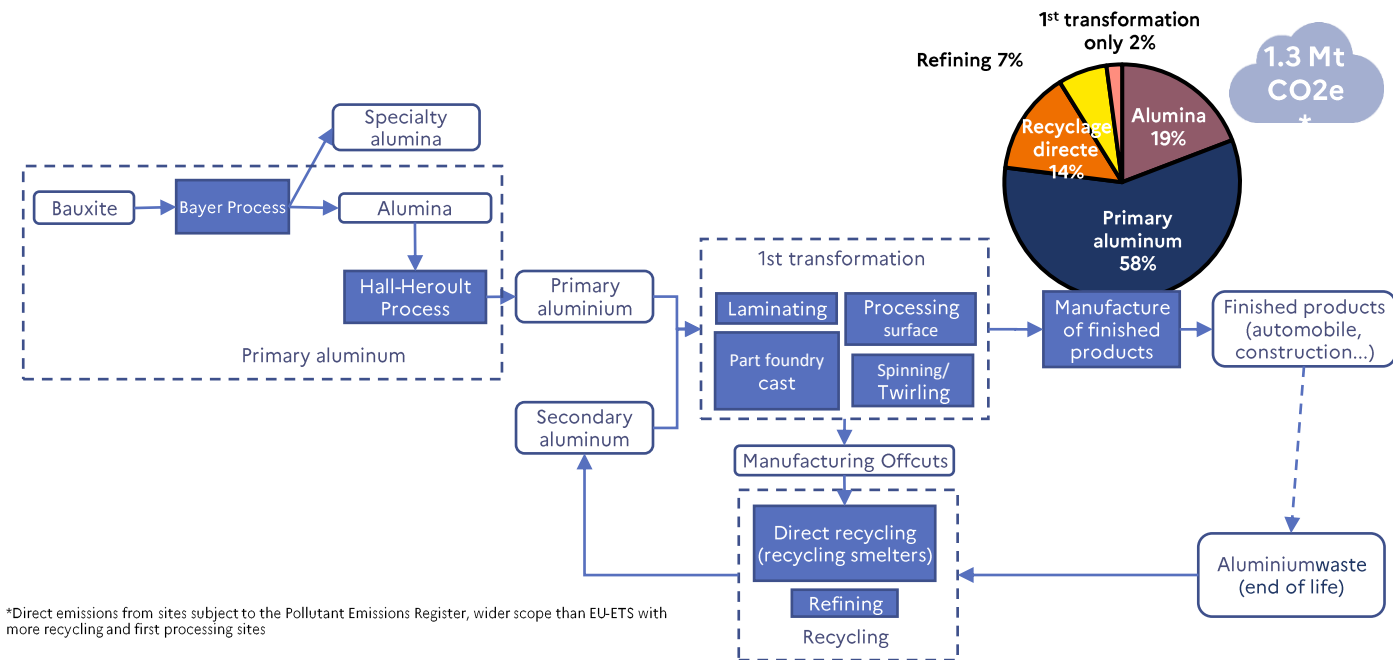 1st transformation
only 2%
Refining 7%
1.3 Mt
CO2e
*
Recyclage
directe
14%
Alumina
19%
Primary
aluminum
58%
Specialty
alumina
Bauxite
Bayer Process
Alumina
Hall-Heroult
Process
Primary aluminum
Primary
aluminium
Secondary
aluminum
1st transformation
Laminating
Processing
surface
Part foundry
cast
Spinning/
Twirling
Manufacture
of finished
products
Finished products
(automobile,
construction...)
Manufacturing Offcuts
Direct recycling
(recycling smelters)
Refining
Recycling
Aluminiumwaste
(end of life)
*Direct emissions from sites subject to the Pollutant Emissions Register, wider scope than EU-ETS with
more recycling and first processing sites